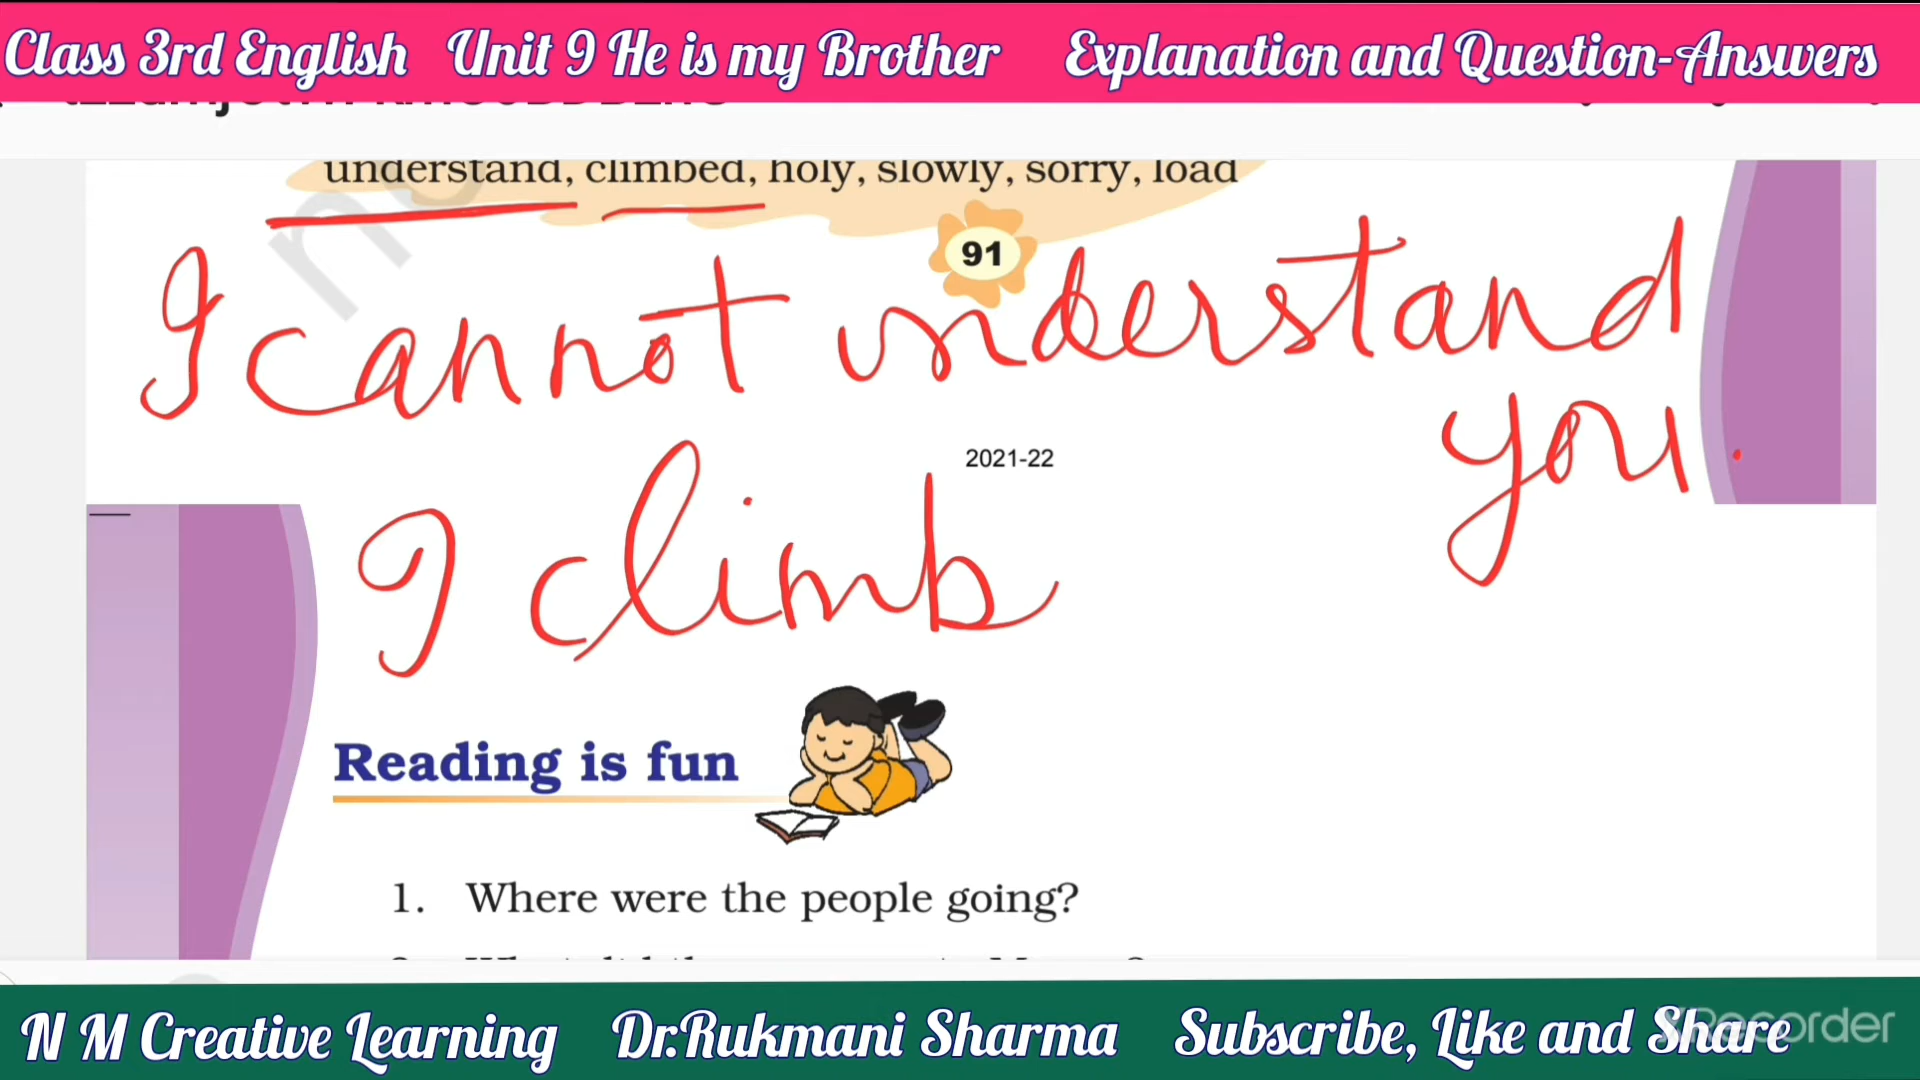 Class 3rd English Unit 9 He is my Brother Explanation and Question-Answers
understand, climbed, holy, slowly, sorry, load
91
I cannot understand
you.
2021-22
I climb
Reading is fun
1. Where were the people going?
N M Creative Learning Dr.Rukmani Sharma Subscribe, Like and Share